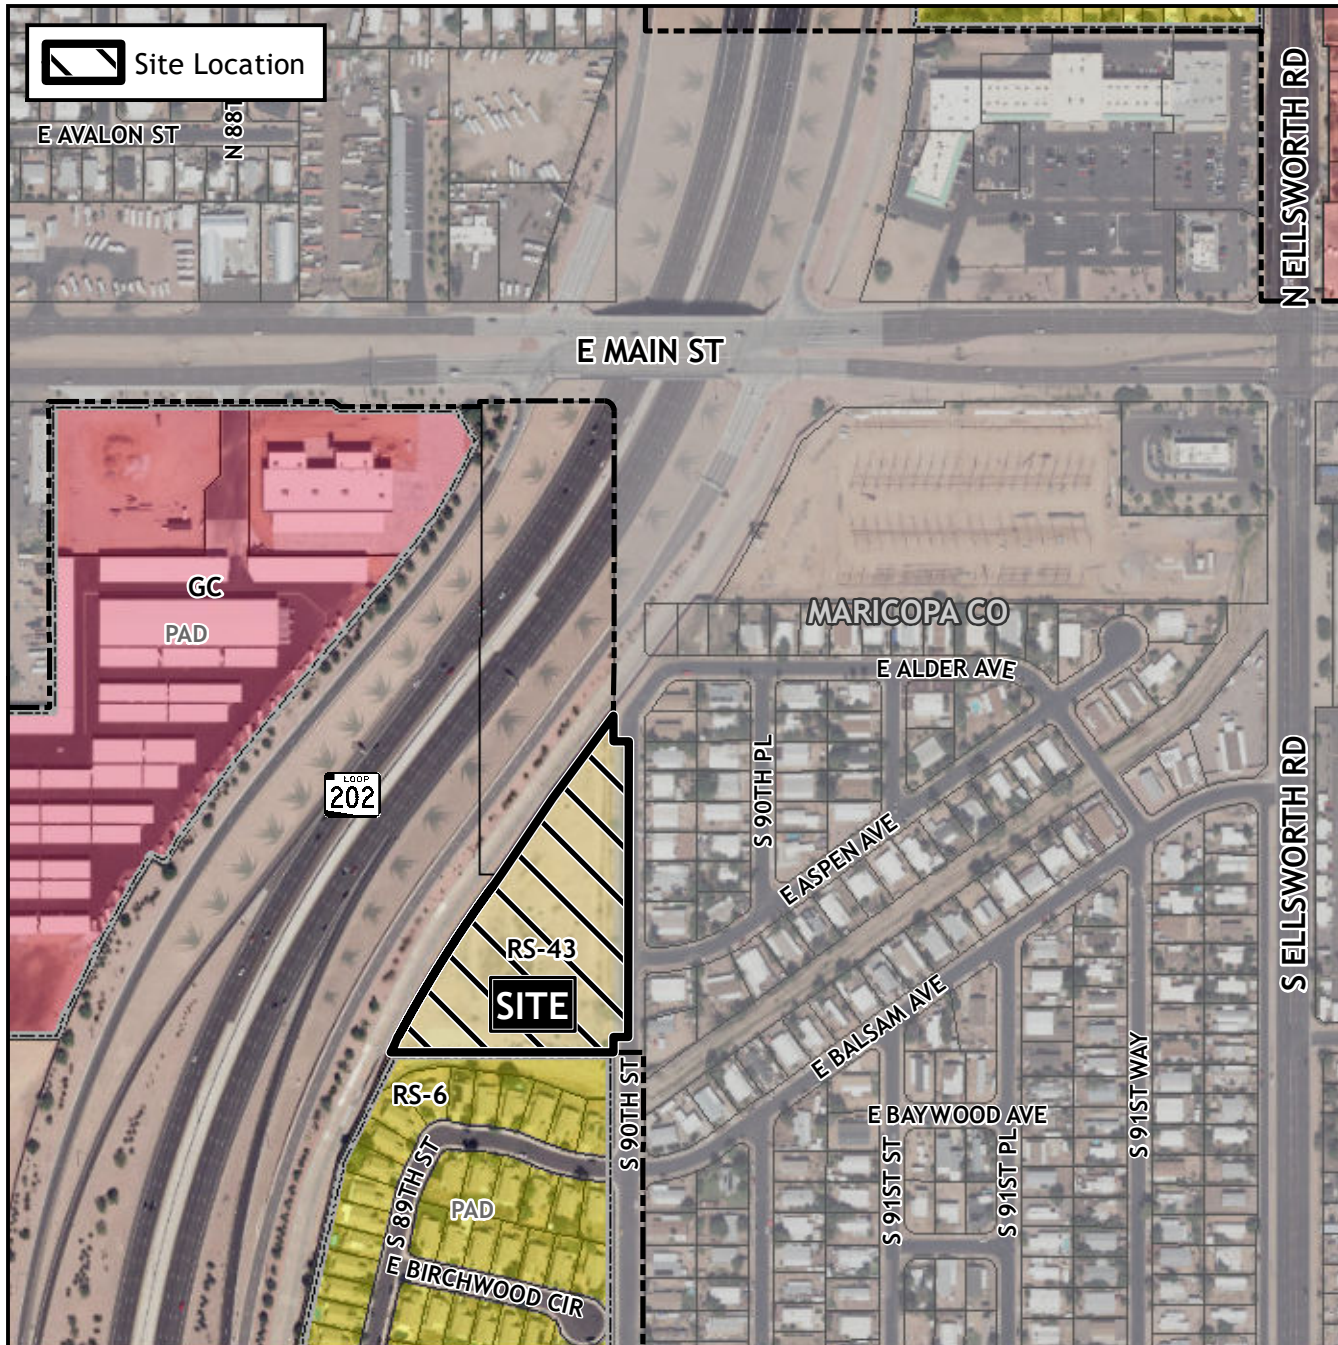 Site Location
E AVALON ST
N 88T
N ELLSWORTH RD
E MAIN ST
GC
PAD
MARICOPA CO
E ALDER AVE
LOOP
202
S 90TH PL
S ELLSWORTH RD
E ASPEN AVE
RS-43
SITE
E BALSAM AVE
RS-6
S 90TH ST
E BAYWOOD AVE
S 91ST WAY
S 89TH ST
PAD
S 91ST ST
S 91ST PL
E BIRCHWOOD CIR